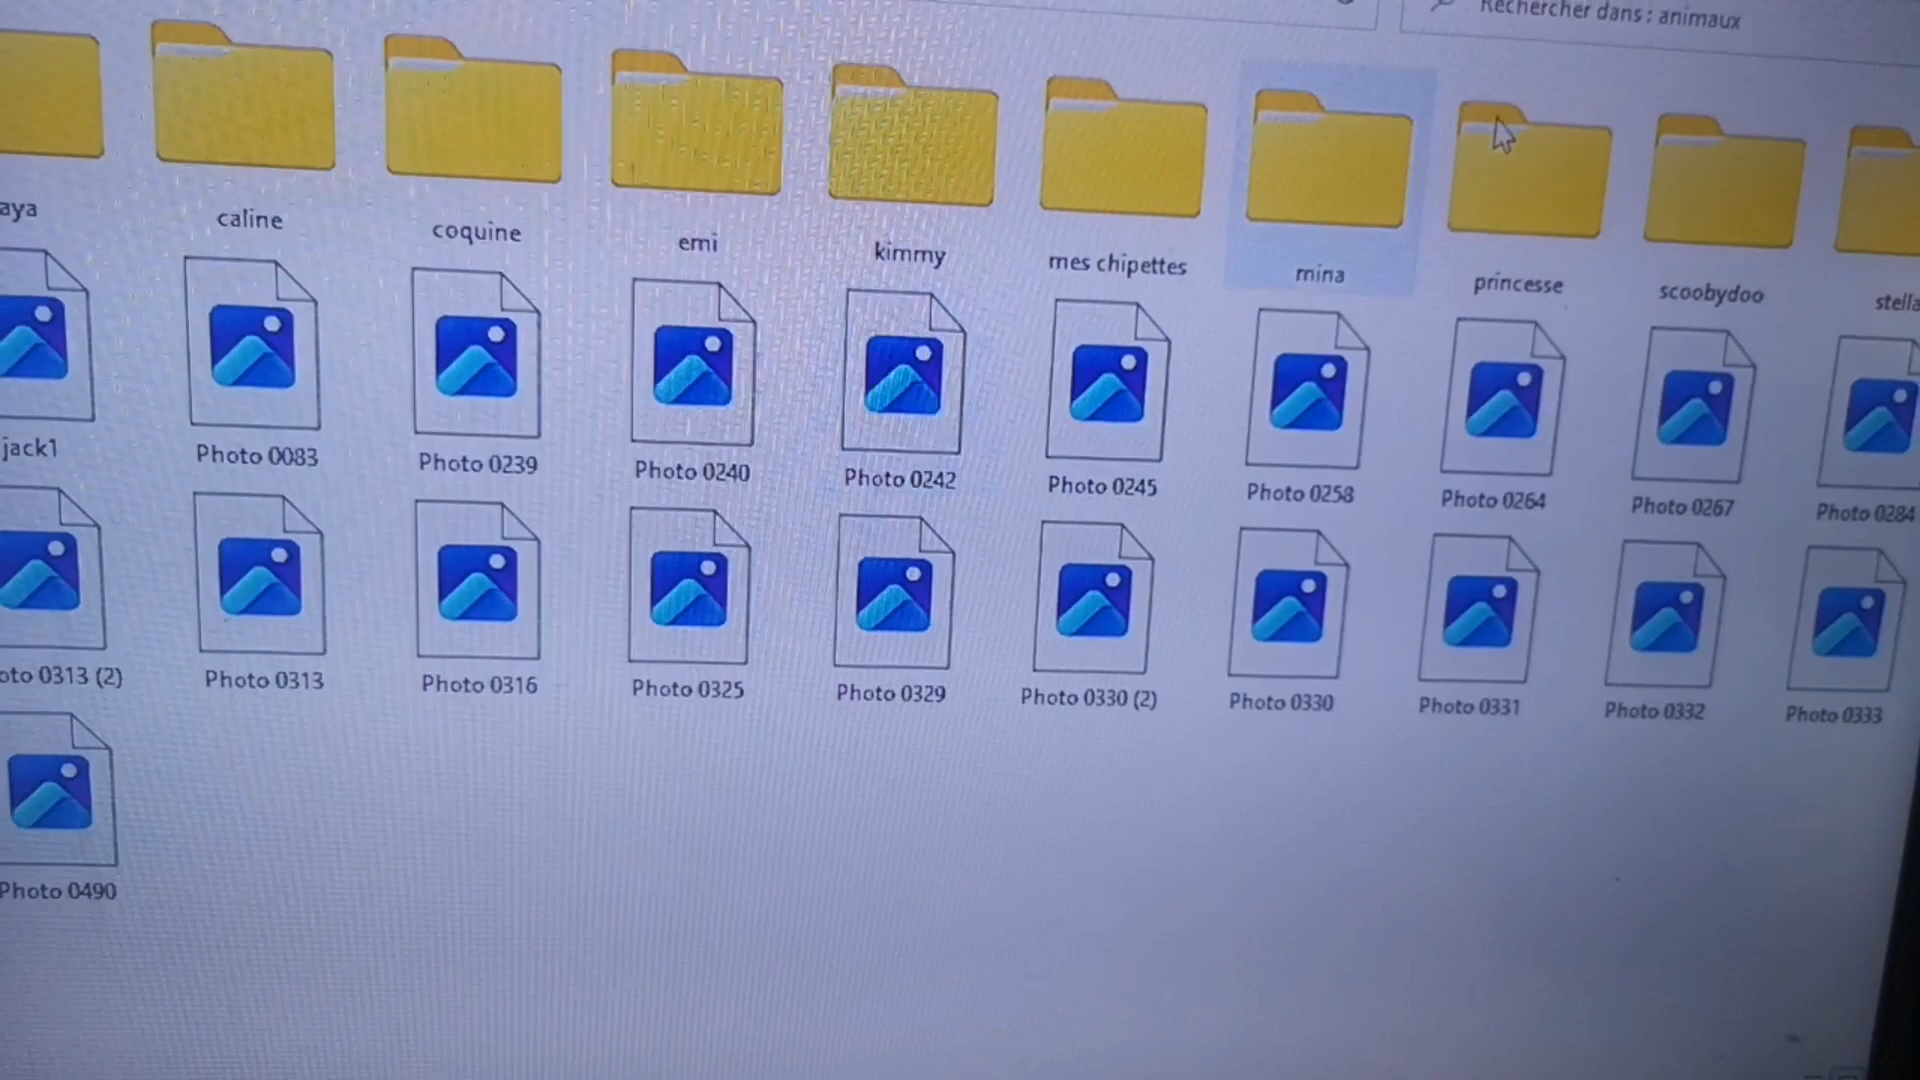 Rechercher dans : animaux
aya
caline
coquine
emi
kimmy
mes chipettes
mina
princesse
scoobydoo
stella
jack1
Photo 0083
Photo 0239
Photo 0240
Photo 0242
Photo 0245
Photo 0258
Photo 0264
Photo 0267
Photo 0284
oto 0313 (2)
Photo 0313
Photo 0316
Photo 0325
Photo 0329
Photo 0330 (2)
Photo 0330
Photo 0331
Photo 0332
Photo 0333
Photo 0490